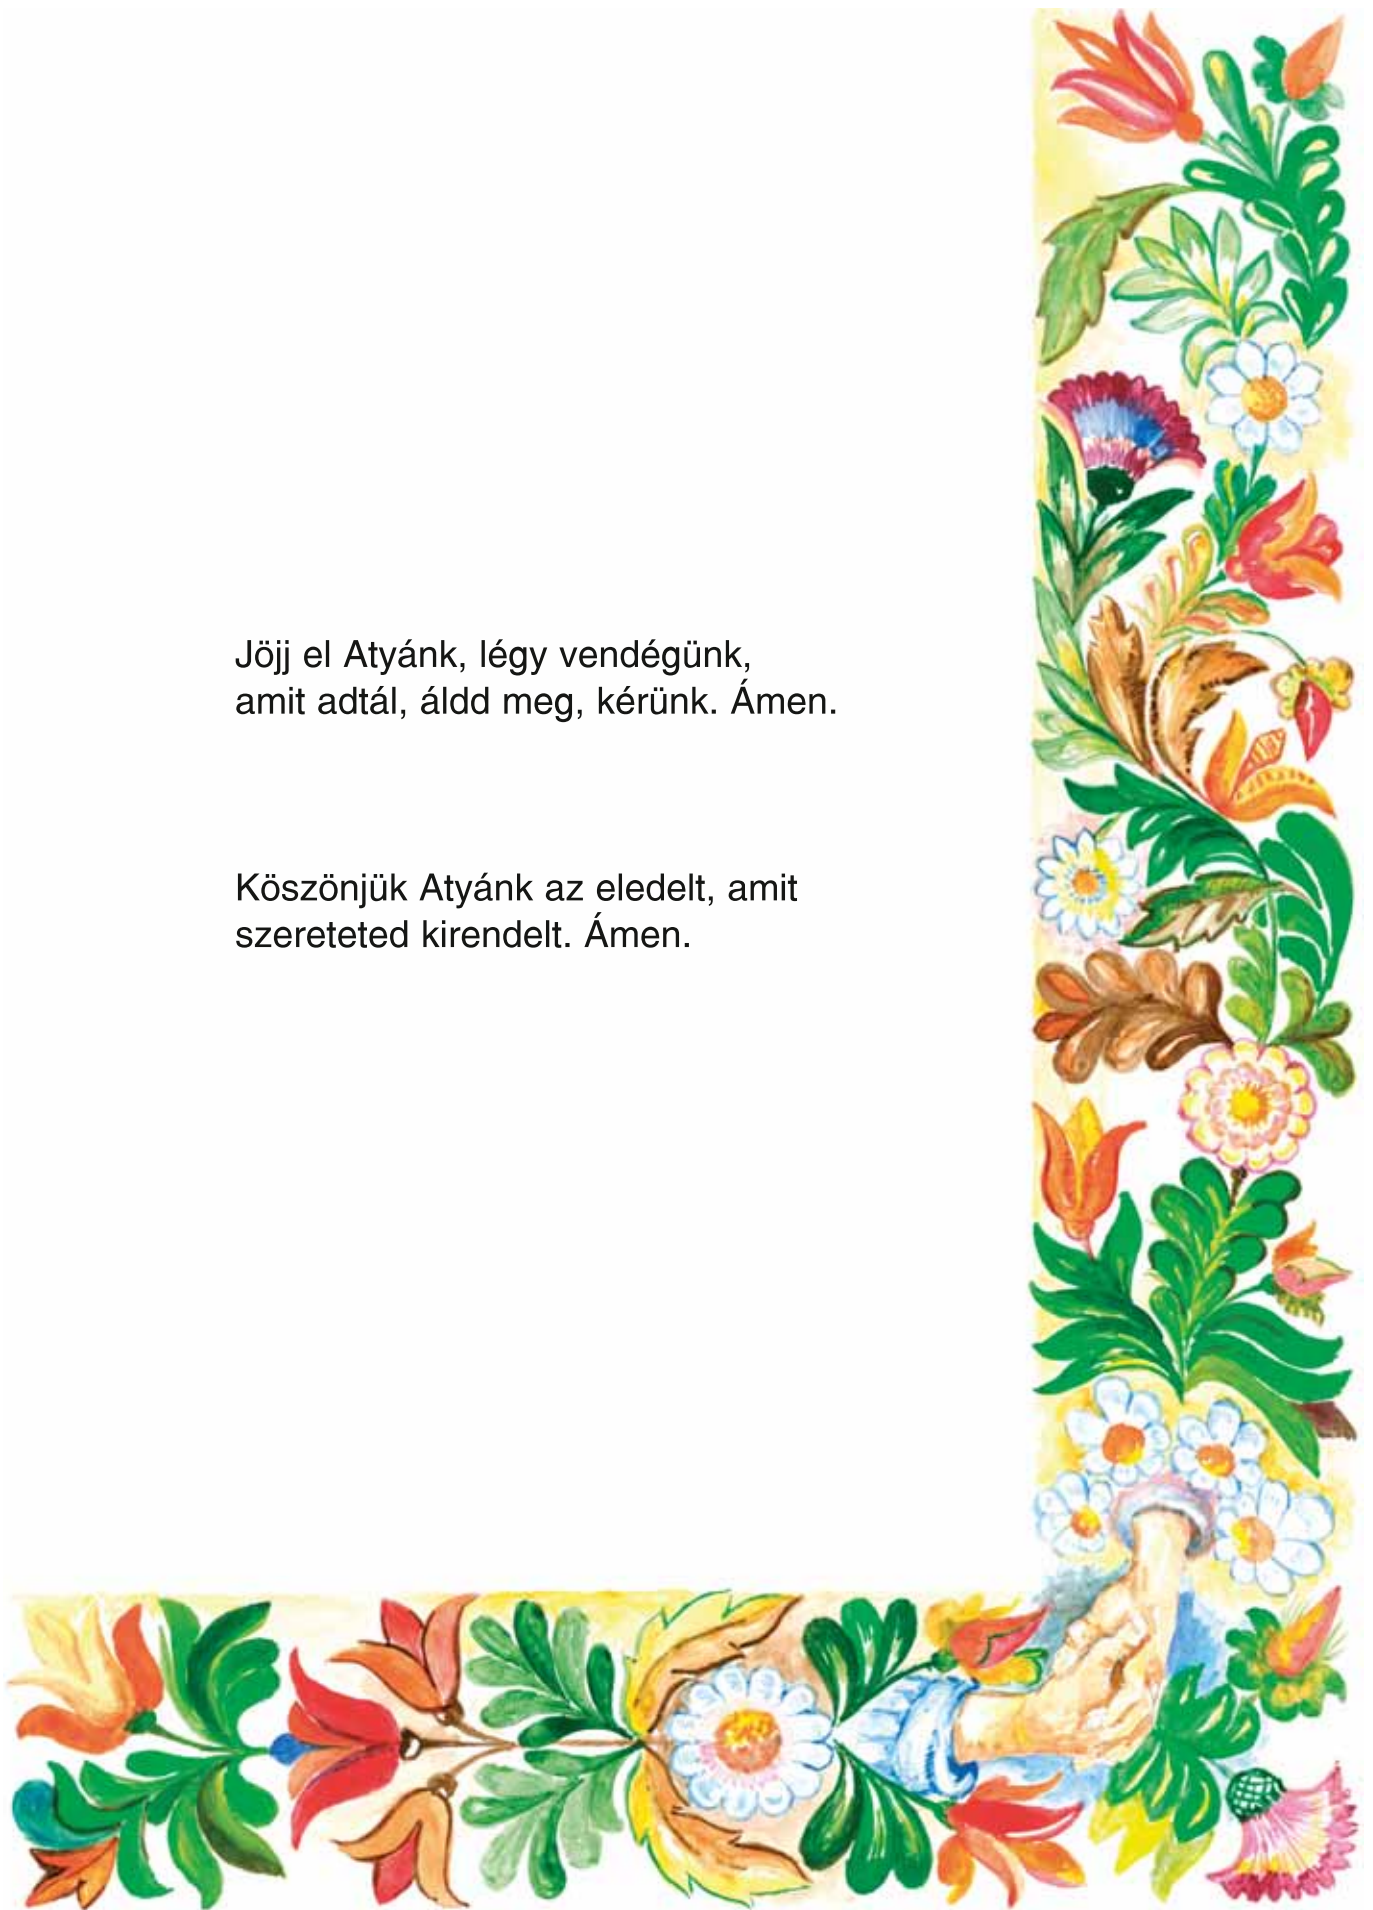 Jöjj el Atyánk, légy vendégünk,
amit adtál, áldd meg, kérünk. Ámen.
Köszönjük Atyánk az eledelt, amit
szereteted kirendelt. Ámen.